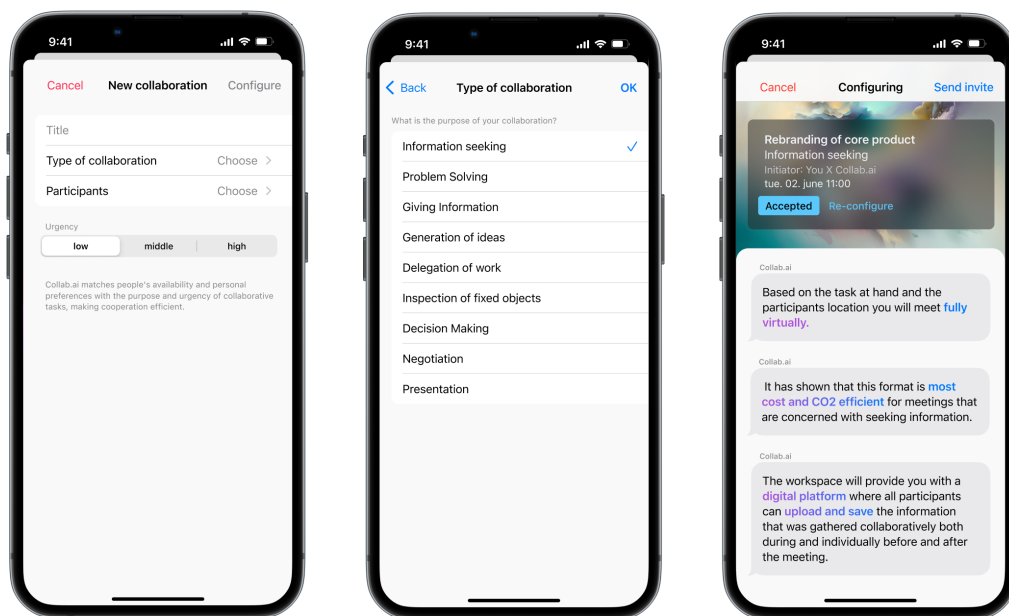 9:41
Cancel New collaboration Configure
Title
Type of collaboration Choose
Participants Choose
Urgency
low middle high
Collab.ai matches people's availability and personal
preferences with the purpose and urgency of collaborative
tasks, making cooperation efficient.
9:41
Back Type of collaboration OK
What is the purpose of your collaboration?
Information seeking
Problem Solving
Giving Information
Generation of ideas
Delegation of work
Inspection of fixed objects
Decision Making
Negotiation
Presentation
9:41
Cancel Configuring Send invite
Rebranding of core product
Information seeking
Initiator: You X Collab.ai
tue. 02. june 11:00
Accepted Re-configure
Collab.ai
Based on the task at hand and the
participants location you will meet fully
virtually.
Collab.ai
It has shown that this format is most
cost and CO2 efficient for meetings that
are concerned with seeking information.
Collab.ai
The workspace will provide you with a
digital platform where all participants
can upload and save the information
that was gathered collaboratively both
during and individually before and after
the meeting.